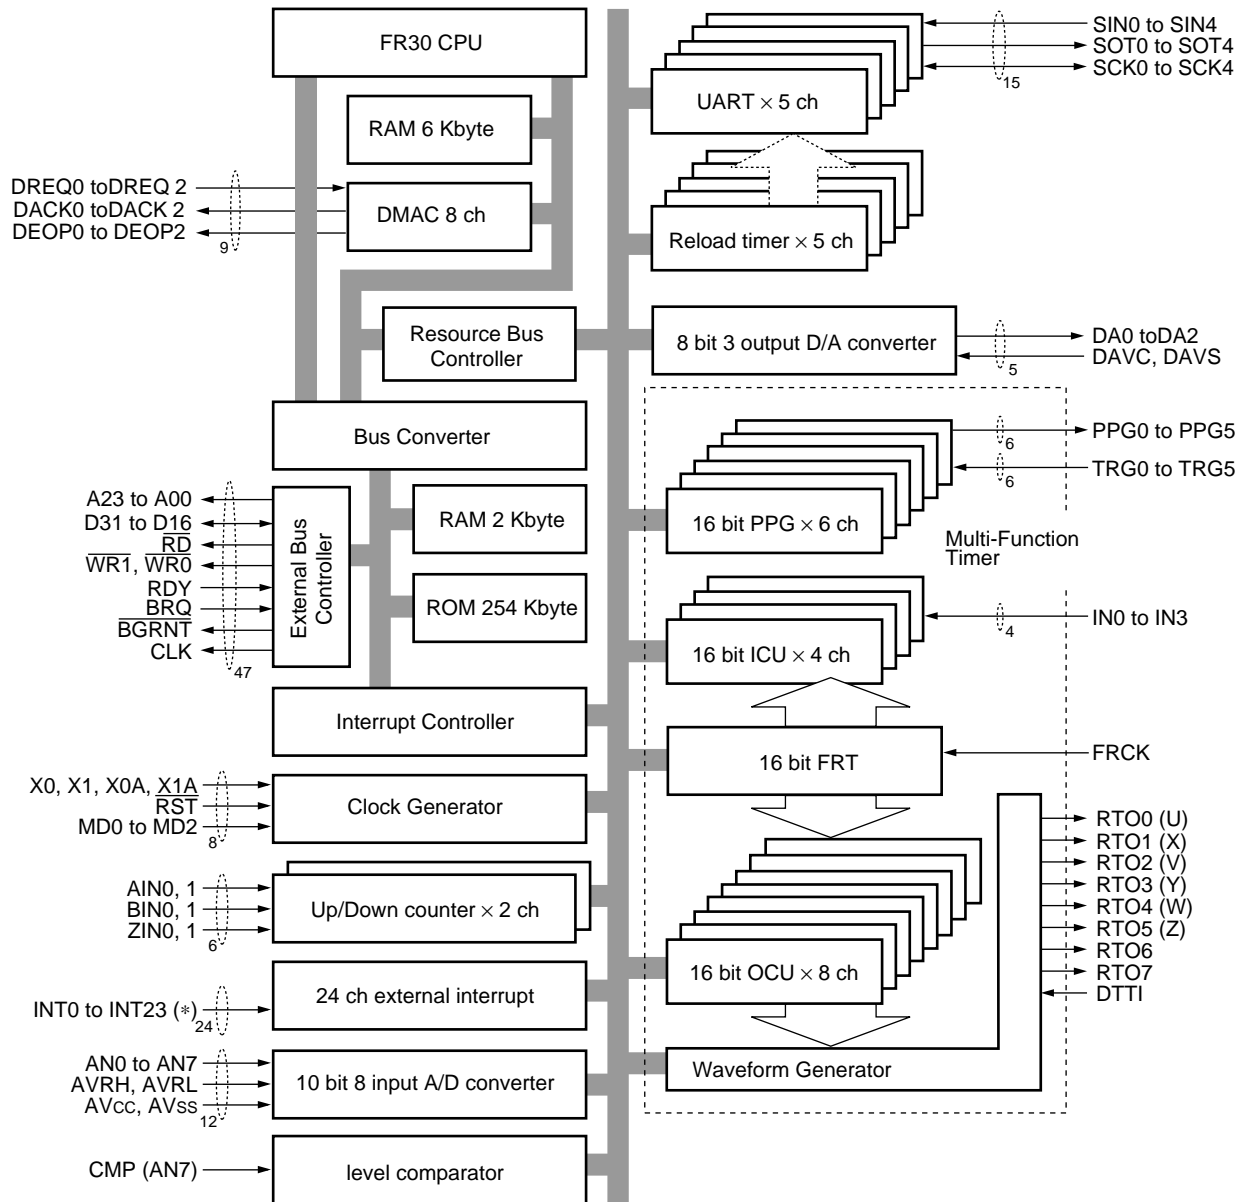 FR30 CPU
RAM 6 Kbyte
DREQ0 toDREQ 2
DACK0 toDACK 2
DEOP0 to DEOP2
9
DMAC 8 ch
Resource Bus
Controller
Bus Converter
A23 to A00
D31 to D16
RD
WR1, WR0
RDY
BRQ
BGRNT
CLK
47
External Bus
Controller
RAM 2 Kbyte
ROM 254 Kbyte
Interrupt Controller
X0, X1, X0A, X1A
RST
MD0 to MD2
8
Clock Generator
AIN0, 1
BIN0, 1
ZIN0, 1
6
Up/Down counter × 2 ch
INT0 to INT23 (*)
24
24 ch external interrupt
AN0 to AN7
AVRH, AVRL
AVCC, AVSS
12
10 bit 8 input A/D converter
CMP (AN7)
level comparator
UART × 5 ch
SIN0 to SIN4
SOT0 to SOT4
SCK0 to SCK4
15
Reload timer × 5 ch
8 bit 3 output D/A converter
DA0 toDA2
DAVC, DAVS
5
PPG0 to PPG5
6
TRG0 to TRG5
6
16 bit PPG × 6 ch
Multi-Function
Timer
IN0 to IN3
4
16 bit ICU × 4 ch
16 bit FRT
FRCK
RTO0 (U)
RTO1 (X)
RTO2 (V)
RTO3 (Y)
RTO4 (W)
RTO5 (Z)
RTO6
RTO7
DTTI
16 bit OCU × 8 ch
Waveform Generator